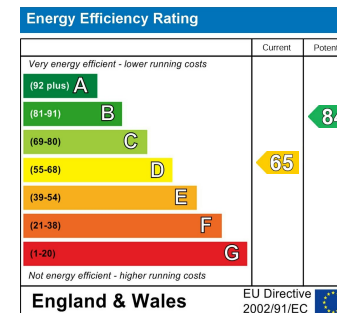 Energy Efficiency Rating
Current
Very energy efficient - lower running costs
(92 plus) A
(81-91) B
84
(69-80) C
(55-68) D
65
(39-54) E
(21-38) F
(1-20) G
Not energy efficient - higher running costs
England & Wales
EU Directive
2002/91/EC